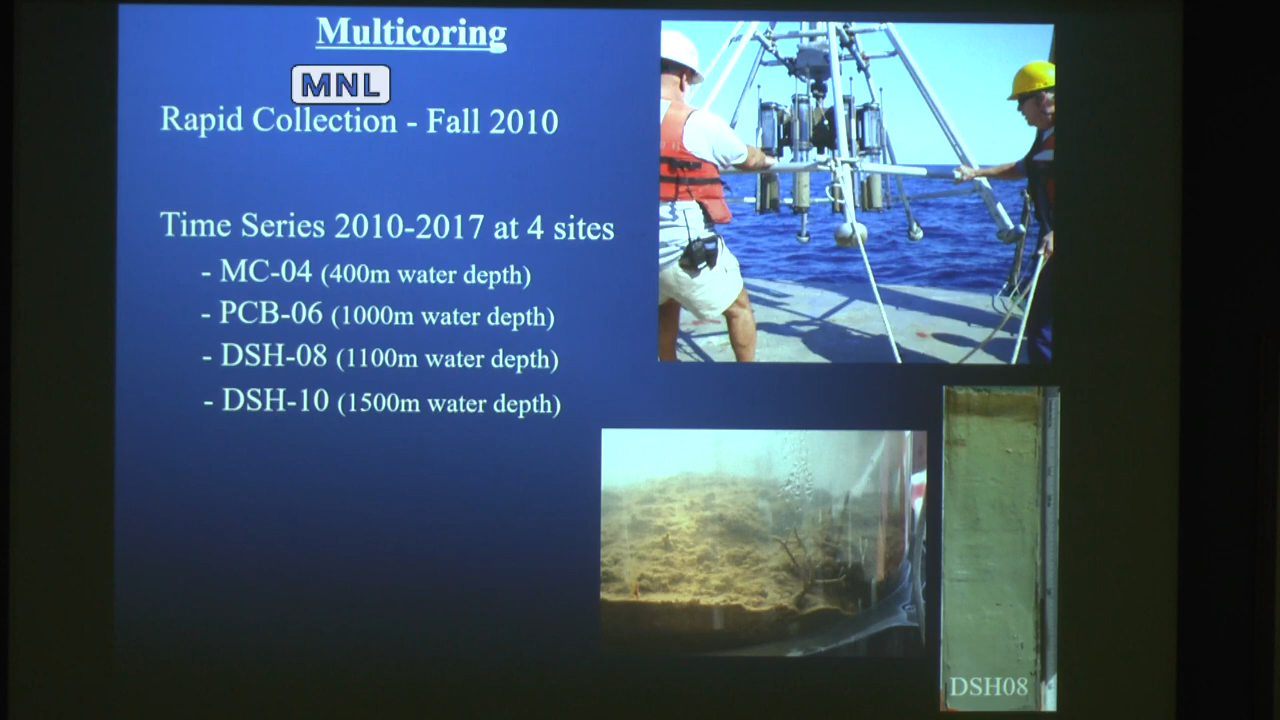 Multicoring
MNL
Rapid Collection - Fall 2010
Time Series 2010-2017 at 4 sites
- MC-04 (400m water depth)
- PCB-06 (1000m water depth)
- DSH-08 (1100m water depth)
- DSH-10 (1500m water depth)
DSH08